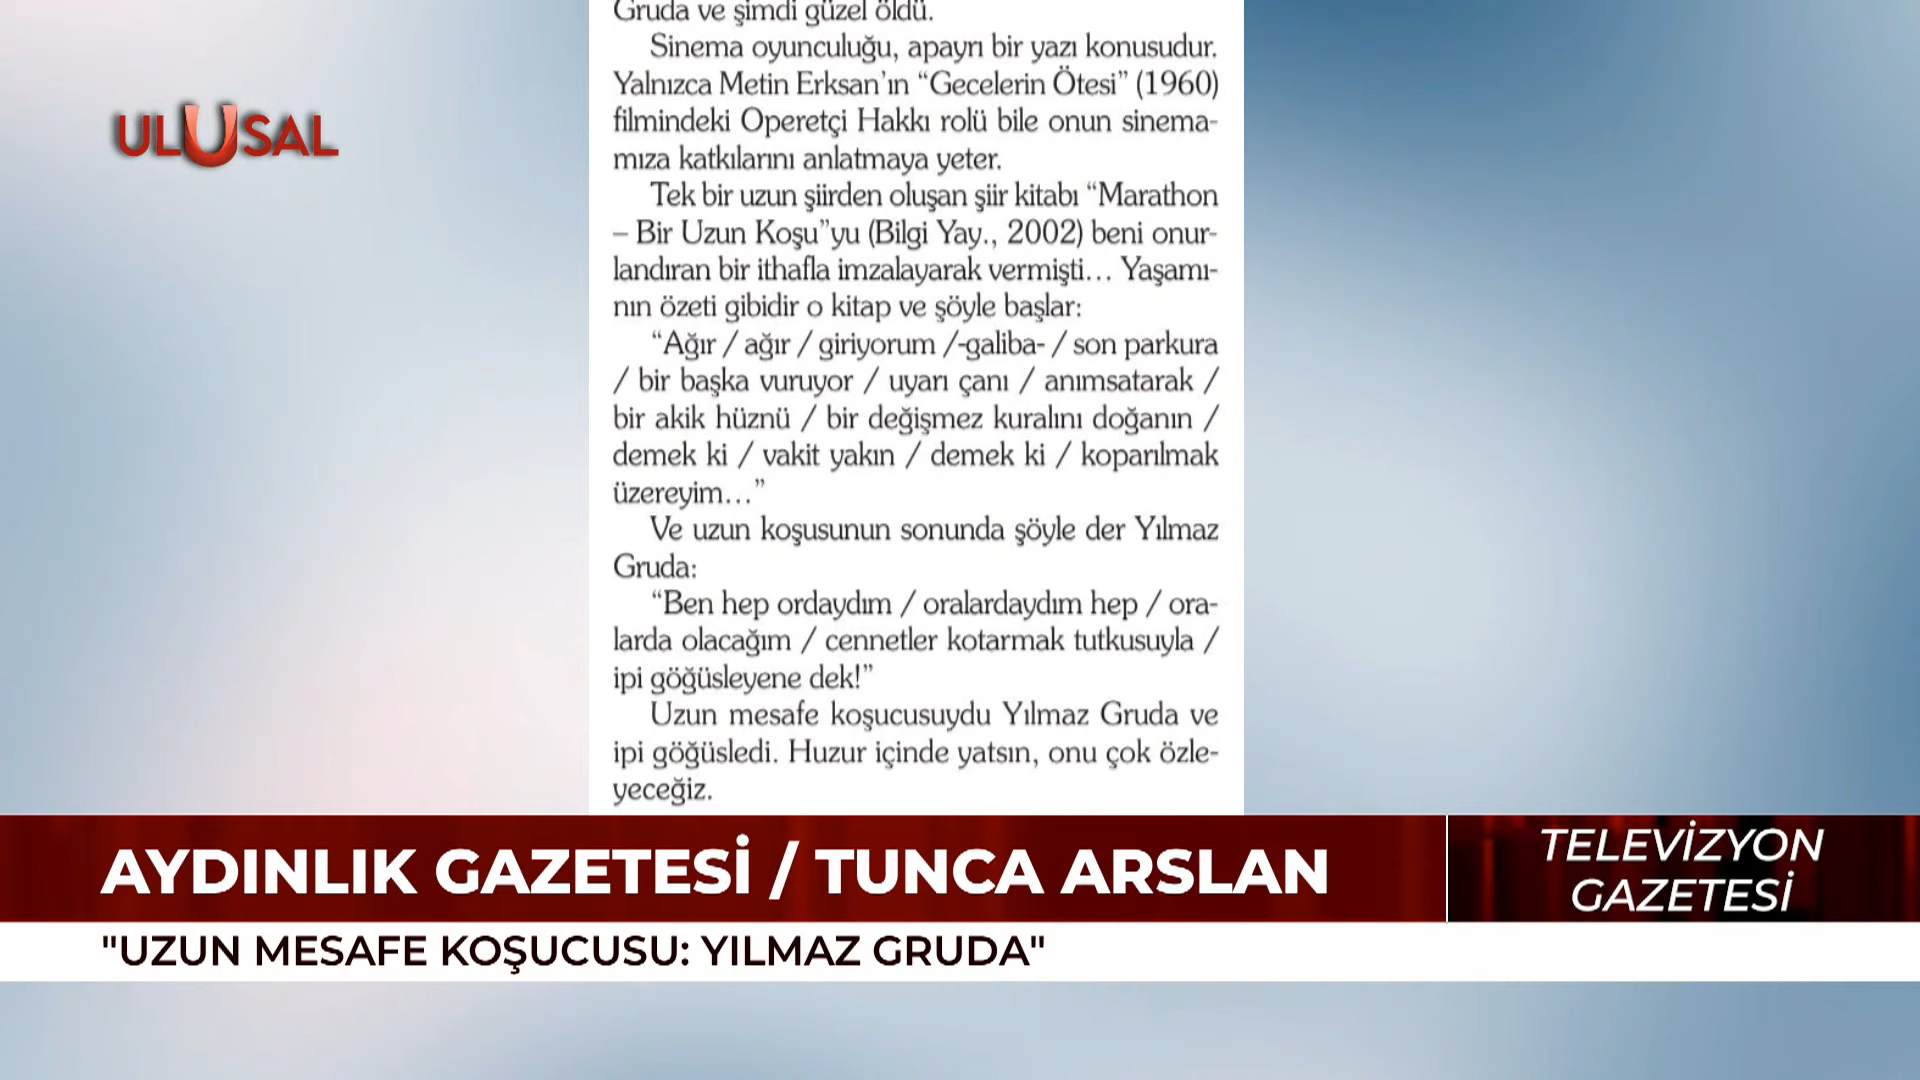 Gruda ve şimdi güzel öldü.
Sinema oyunculuğu, apayrı bir yazı konusudur.
Yalnızca Metin Erksan’ın “Gecelerin Ötesi” (1960)
filmindeki Operetçi Hakkı rolü bile onun sinema-
mıza katkılarını anlatmaya yeter.
Tek bir uzun şiirden oluşan şiir kitabı “Marathon
– Bir Uzun Koşu”yu (Bilgi Yay., 2002) beni onur-
landıran bir ithafla imzalayarak vermişti… Yaşamı-
nın özeti gibidir o kitap ve şöyle başlar:
“Ağır / ağır / giriyorum /-galiba- / son parkura
/ bir başka vuruyor / uyarı çanı / anımsatarak /
bir akik hüznü / bir değişmez kuralını doğanın /
demek ki / vakit yakın / demek ki / koparılmak
üzereyim…”
Ve uzun koşusunun sonunda şöyle der Yılmaz
Gruda:
“Ben hep ordaydım / oralardaydım hep / ora-
larda olacağım / cennetler kotarmak tutkusuyla /
ipi göğüsleyene dek!”
Uzun mesafe koşucusuydu Yılmaz Gruda ve
ipi göğüsledi. Huzur içinde yatsın, onu çok özle-
yeceğiz.
ULUSAL
AYDINLIK GAZETESİ / TUNCA ARSLAN
TELEVİZYON
GAZETESİ
"UZUN MESAFE KOŞUCUSU: YILMAZ GRUDA"